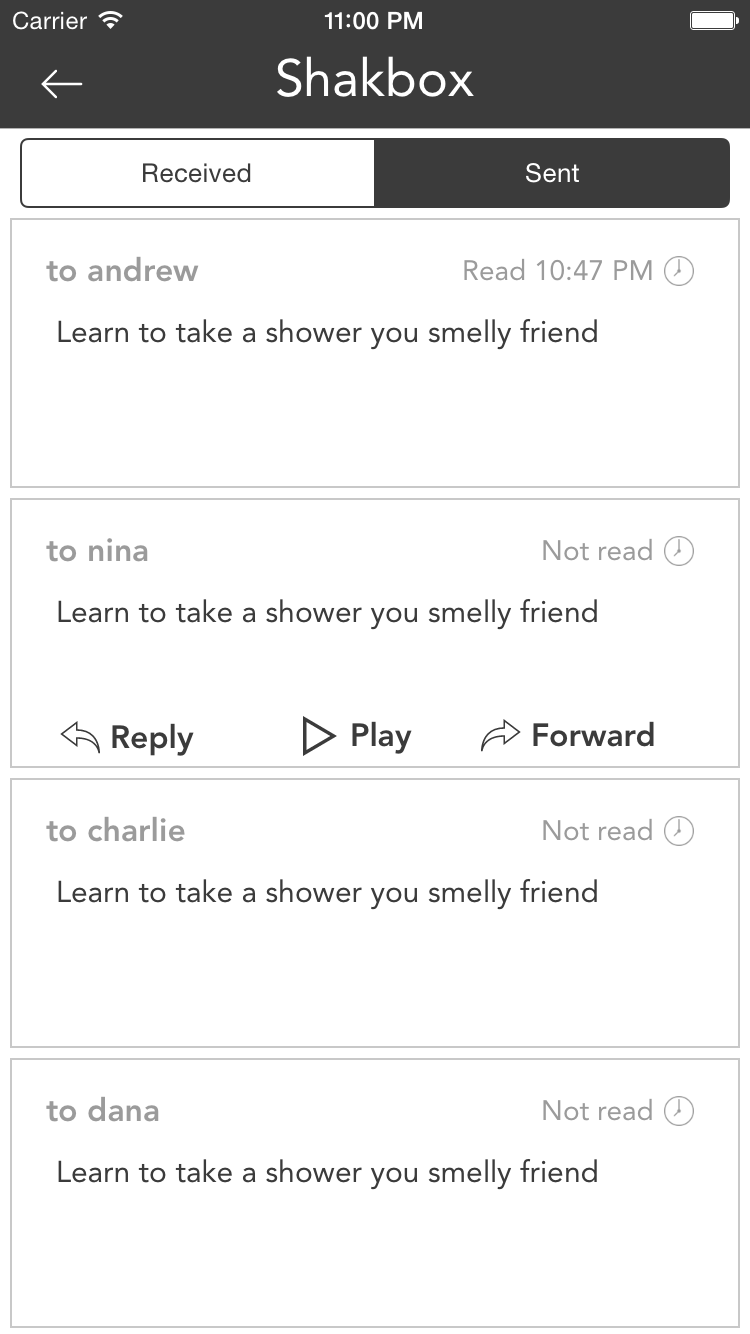 Carrier 11:00 PM
Shakbox
Received Sent
to andrew Read 10:47 PM
Learn to take a shower you smelly friend
to nina Not read
Learn to take a shower you smelly friend
Reply Play Forward
to charlie Not read
Learn to take a shower you smelly friend
to dana Not read
Learn to take a shower you smelly friend